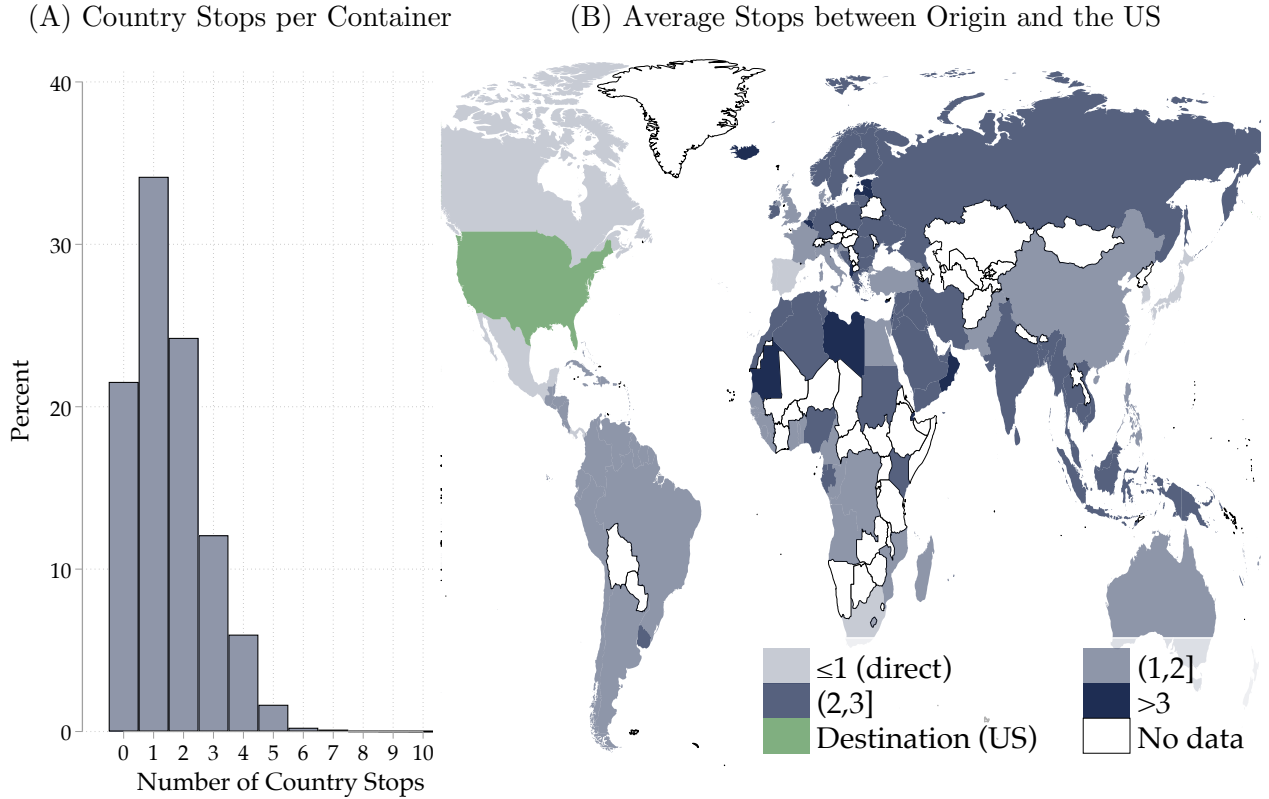 (A) Country Stops per Container
(B) Average Stops between Origin and the US
40
30
20
10
0
Percent
0 1 2 3 4 5 6 7 8 9 10
Number of Country Stops
≤1 (direct)
(1,2]
(2,3]
>3
Destination (US)
No data